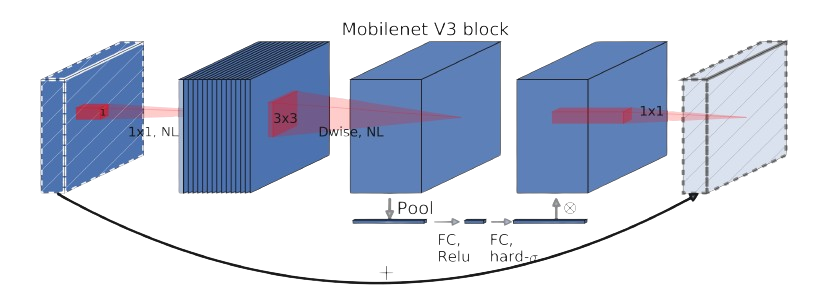 Mobilenet V3 block
1
1x1, NL
3x3
Dwise, NL
1x1
Pool
⊗
FC,
Relu
FC,
hard-σ
+